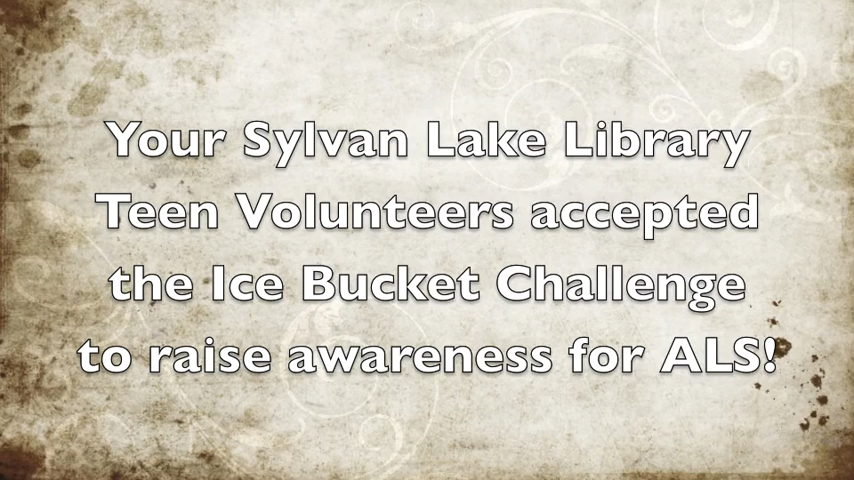 Your Sylvan Lake Library
Teen Volunteers accepted
the Ice Bucket Challenge
to raise awareness for ALS!